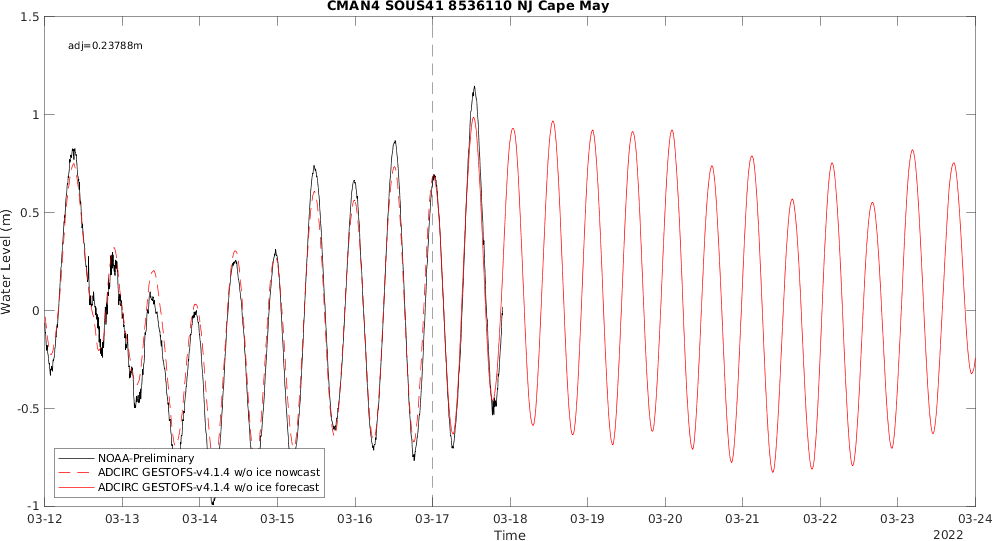 CMAN4 SOUS41 8536110 NJ Cape May
adj=0.23788m
Water Level (m)
1.5
1
0.5
0
-0.5
-1
NOAA-Preliminary
ADCIRC GESTOFS-v4.1.4 w/o ice nowcast
ADCIRC GESTOFS-v4.1.4 w/o ice forecast
03-12 03-13 03-14 03-15 03-16 03-17 03-18 03-19 03-20 03-21 03-22 03-23 03-24
Time
2022